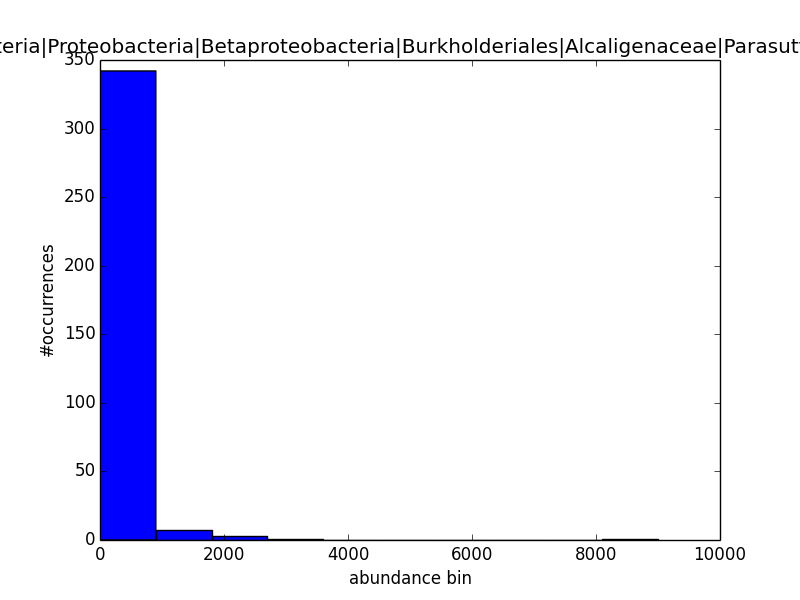 teria|Proteobacteria|Betaproteobacteria|Burkholderiales|Alcaligenaceae|Parasut
350
300
250
200
150
100
50
0
#occurrences
0 2000 4000 6000 8000 10000
abundance bin